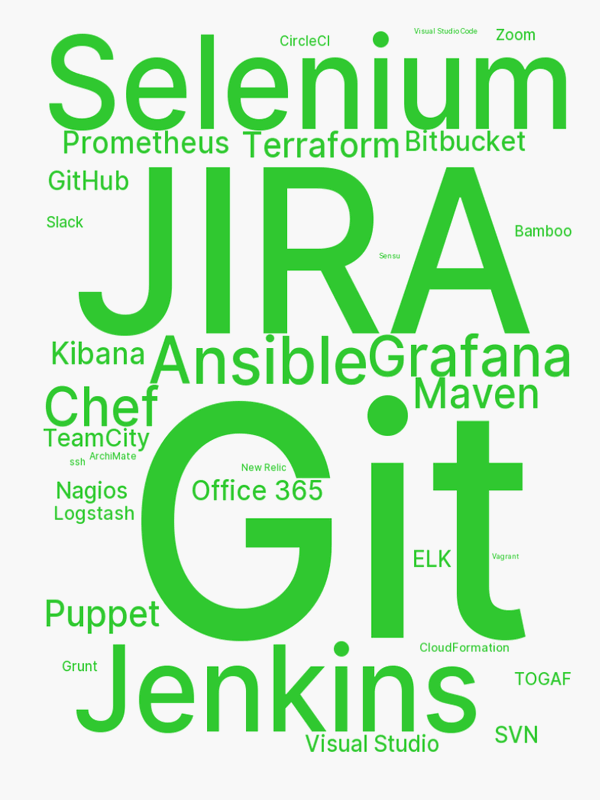 CircleCI
Visual Studio Code
Zoom
Selenium
Prometheus
Terraform
Bitbucket
GitHub
JIRA
Slack
Bamboo
Sensu
Kibana
Ansible
Grafana
Chef
Maven
TeamCity
ssh
ArchiMate
Git
New Relic
Nagios
Office 365
Logstash
ELK
Vagrant
Puppet
CloudFormation
Jenkins
Grunt
TOGAF
SVN
Visual Studio